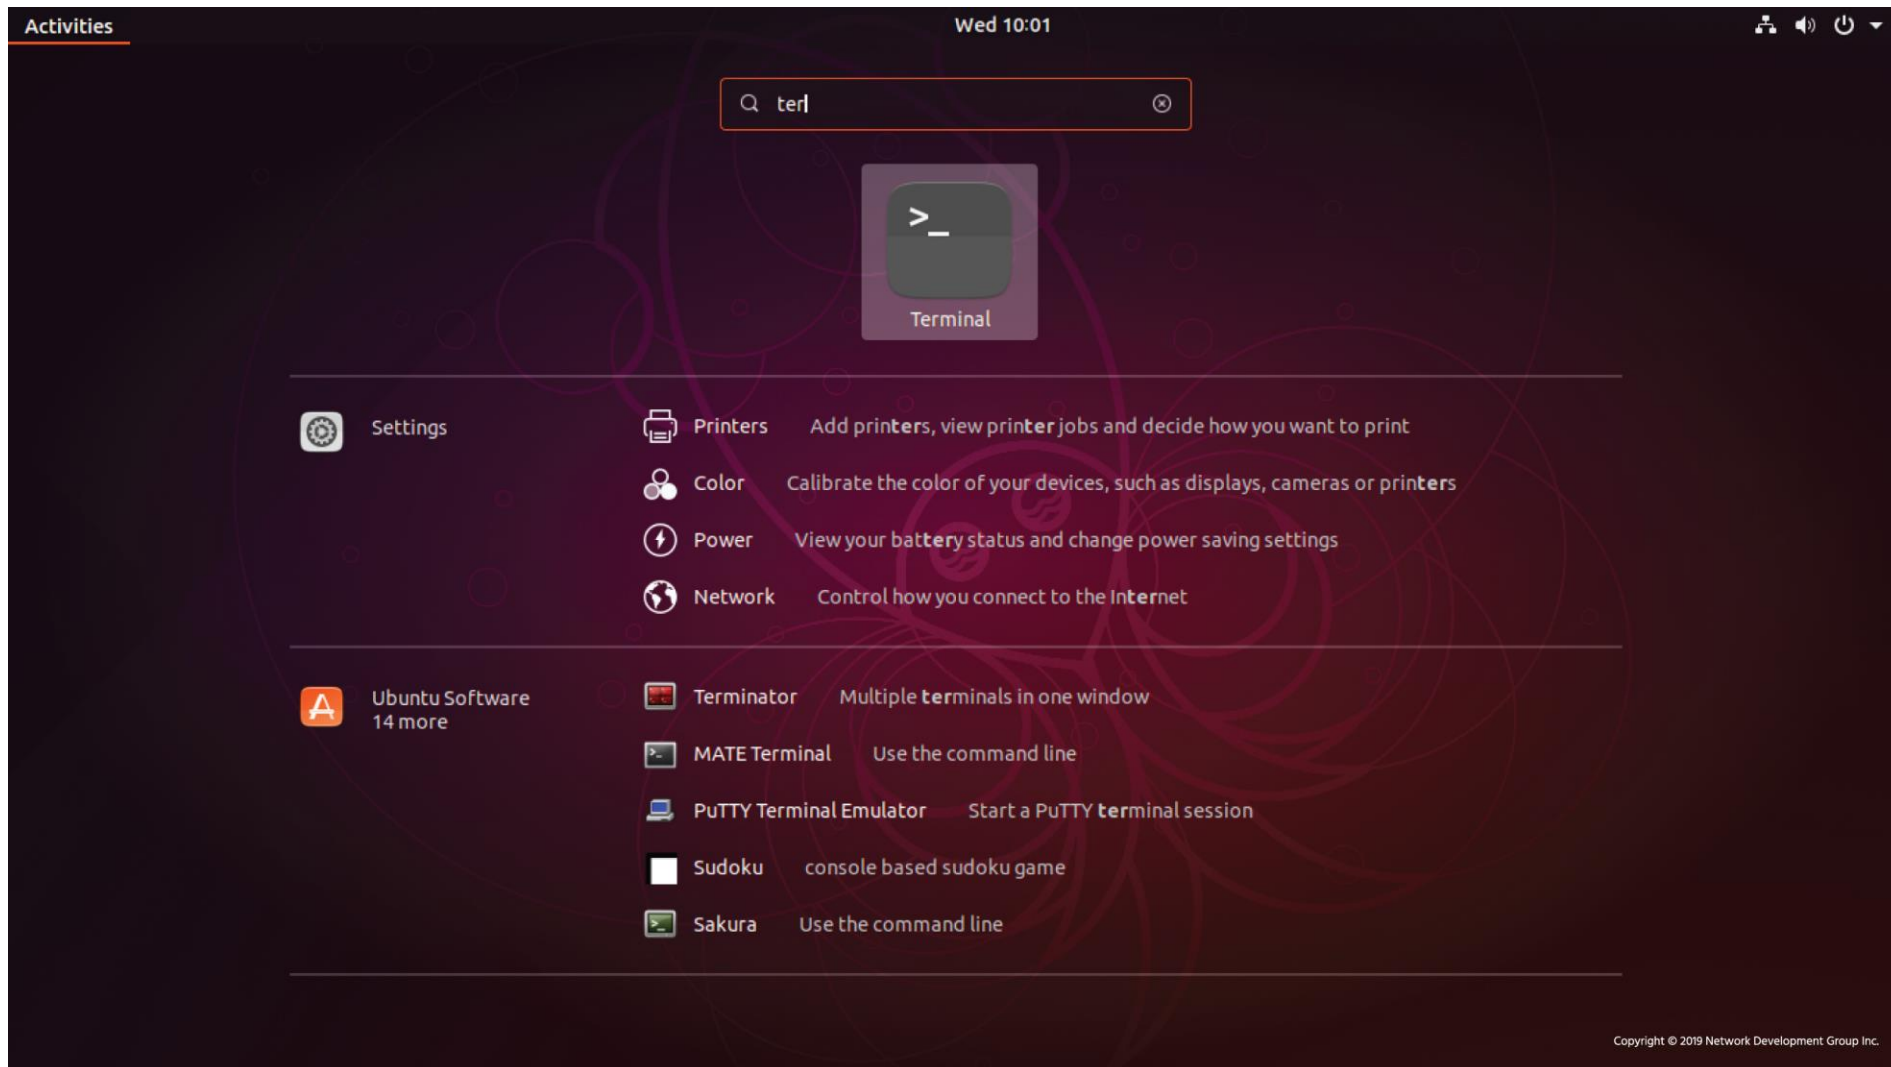 Activities
Wed 10:01
ter
>_
Terminal
Settings
Printers Add printers, view printer jobs and decide how you want to print
Color Calibrate the color of your devices, such as displays, cameras or printers
Power View your battery status and change power saving settings
Network Control how you connect to the Internet
Ubuntu Software
14 more
Terminator Multiple terminals in one window
MATE Terminal Use the command line
PuTTY Terminal Emulator Start a PuTTY terminal session
Sudoku console based sudoku game
Sakura Use the command line
Copyright © 2019 Network Development Group Inc.